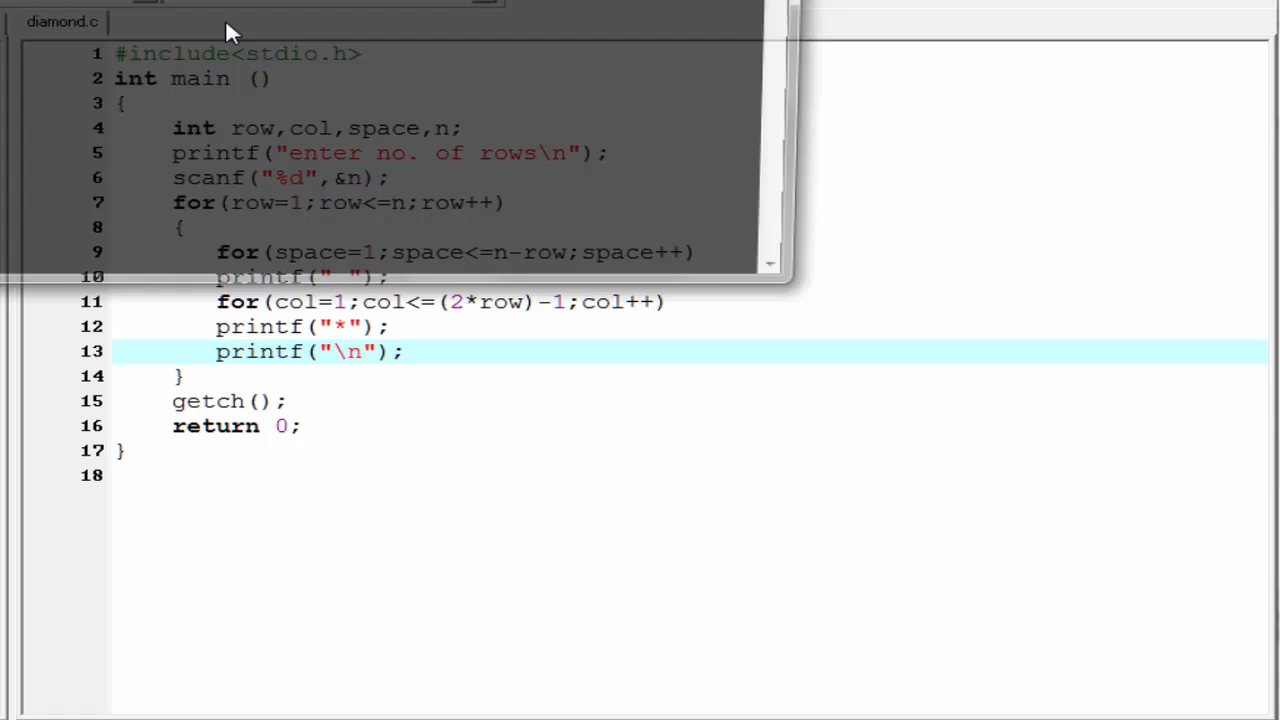 diamond.c
1 #include<stdio.h>
2 int main ()
3 {
4 int row,col,space,n;
5 printf("enter no. of rows\n");
6 scanf("%d",&n);
7 for(row=1;row<=n;row++)
8 {
9 for(space=1;space<=n-row;space++)
10 printf(" ");
11 for(col=1;col<=(2*row)-1;col++)
12 printf("*");
13 printf("\n");
14 }
15 getch();
16 return 0;
17 }
18